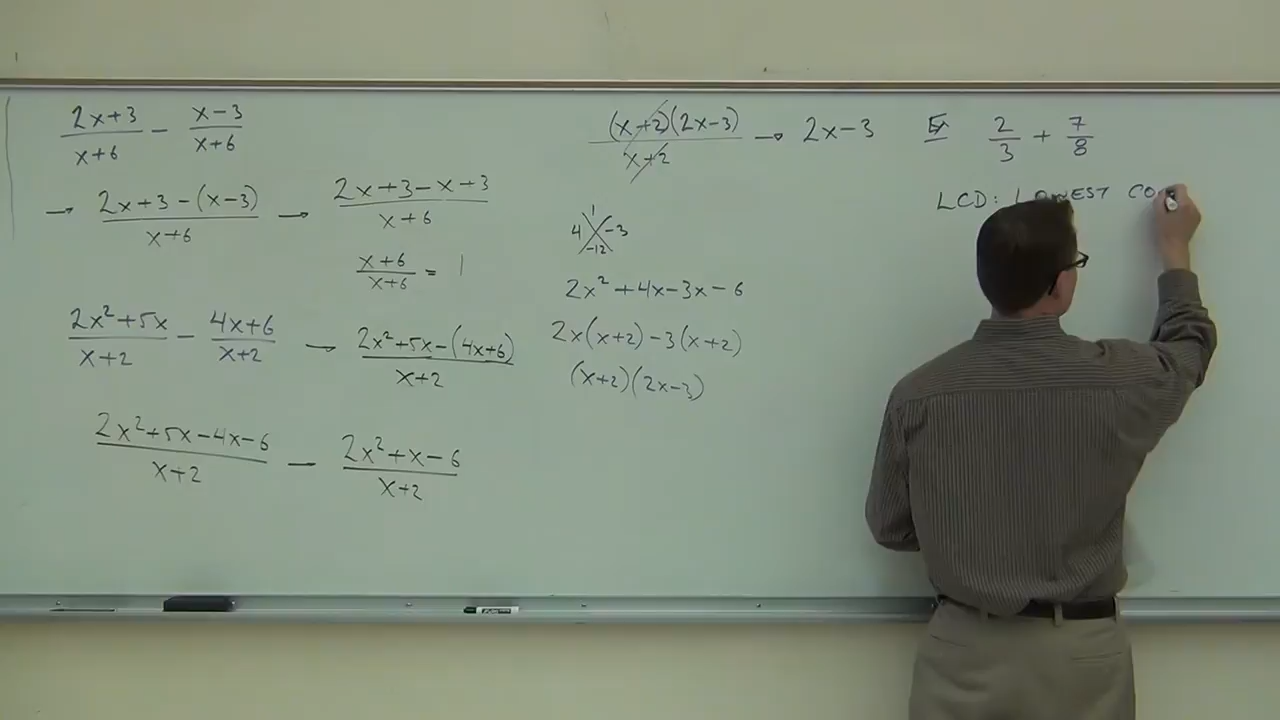 2x+3/x+6 − x−3/x+6
→ 2x+3−(x−3)/x+6 → 2x+3−x+3/x+6
x+6/x+6 = 1
2x²+5x/x+2 − 4x+6/x+2 → 2x²+5x−(4x+6)/x+2
2x²+5x−4x−6/x+2 — 2x²+x−6/x+2
(x+2)(2x−3)/x+2 → 2x−3
1
4 −3
−12
2x²+4x−3x−6
2x(x+2)−3(x+2)
(x+2)(2x−3)
Ex 2/3 + 7/8
LCD: LOWEST CO